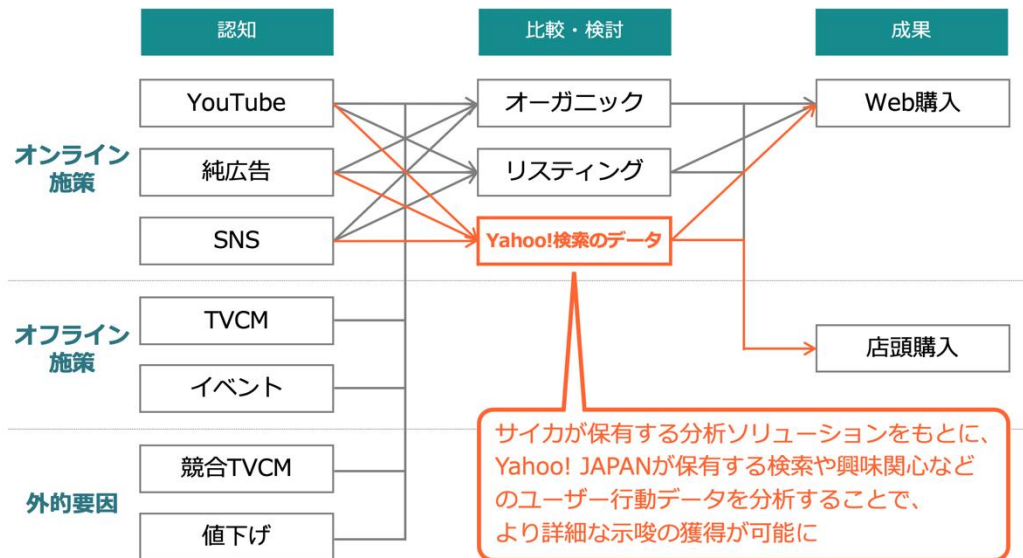 認知
比較・検討
成果
オンライン
施策
YouTube
オーガニック
Web購入
純広告
リスティング
SNS
Yahoo!検索のデータ
オフライン
施策
TVCM
店頭購入
イベント
外的要因
競合TVCM
値下げ
サイカが保有する分析ソリューションをもとに、
Yahoo! JAPANが保有する検索や興味関心など
のユーザー行動データを分析することで、
より詳細な示唆の獲得が可能に